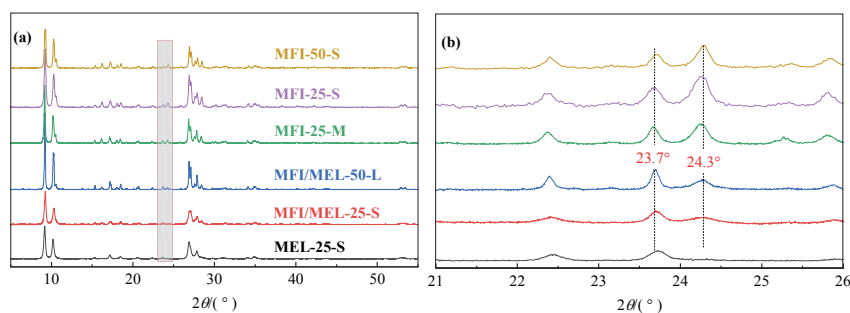 (a)
MFI-50-S
MFI-25-S
MFI-25-M
MFI/MEL-50-L
MFI/MEL-25-S
MEL-25-S
10 20 30 40 50
2θ/(°)
(b)
23.7° 24.3°
21 22 23 24 25 26
2θ/(°)